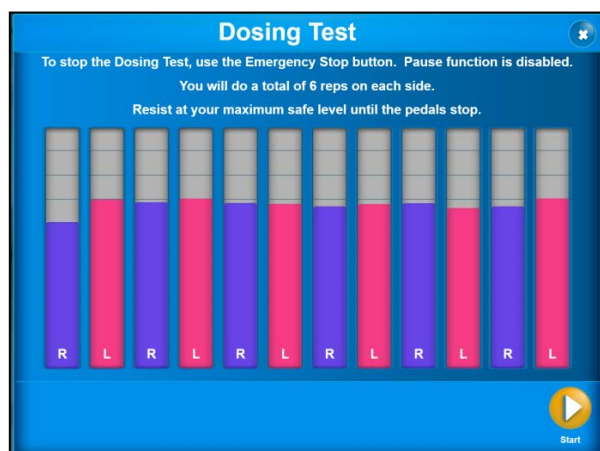 Dosing Test
To stop the Dosing Test, use the Emergency Stop button. Pause function is disabled.
You will do a total of 6 reps on each side.
Resist at your maximum safe level until the pedals stop.
R L R L R L R L R L R L
Start